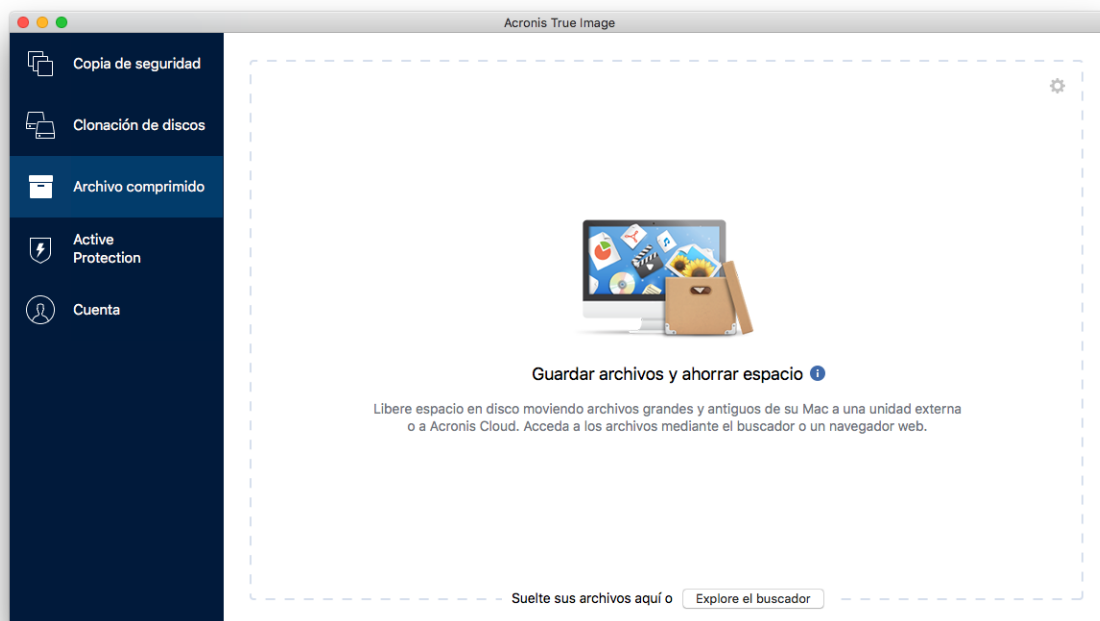 Acronis True Image
Copia de seguridad
Clonación de discos
Archivo comprimido
Active
Protection
Cuenta
Guardar archivos y ahorrar espacio
Libere espacio en disco moviendo archivos grandes y antiguos de su Mac a una unidad externa
o a Acronis Cloud. Acceda a los archivos mediante el buscador o un navegador web.
Suelte sus archivos aquí o
Explore el buscador